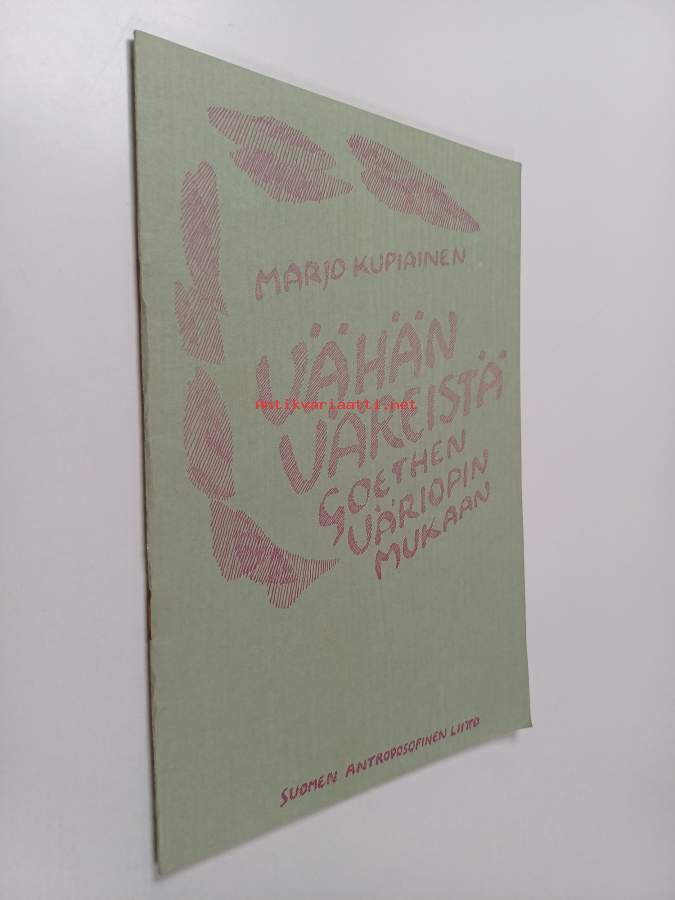 MARJO KUPIAINEN
VÄHÄN
Antikvariaatti.net
VÄREISTÄ
GOETHEN
VÄRIOPIN
MUKAAN
SUOMEN ANTROPOSOFINEN LIITTO